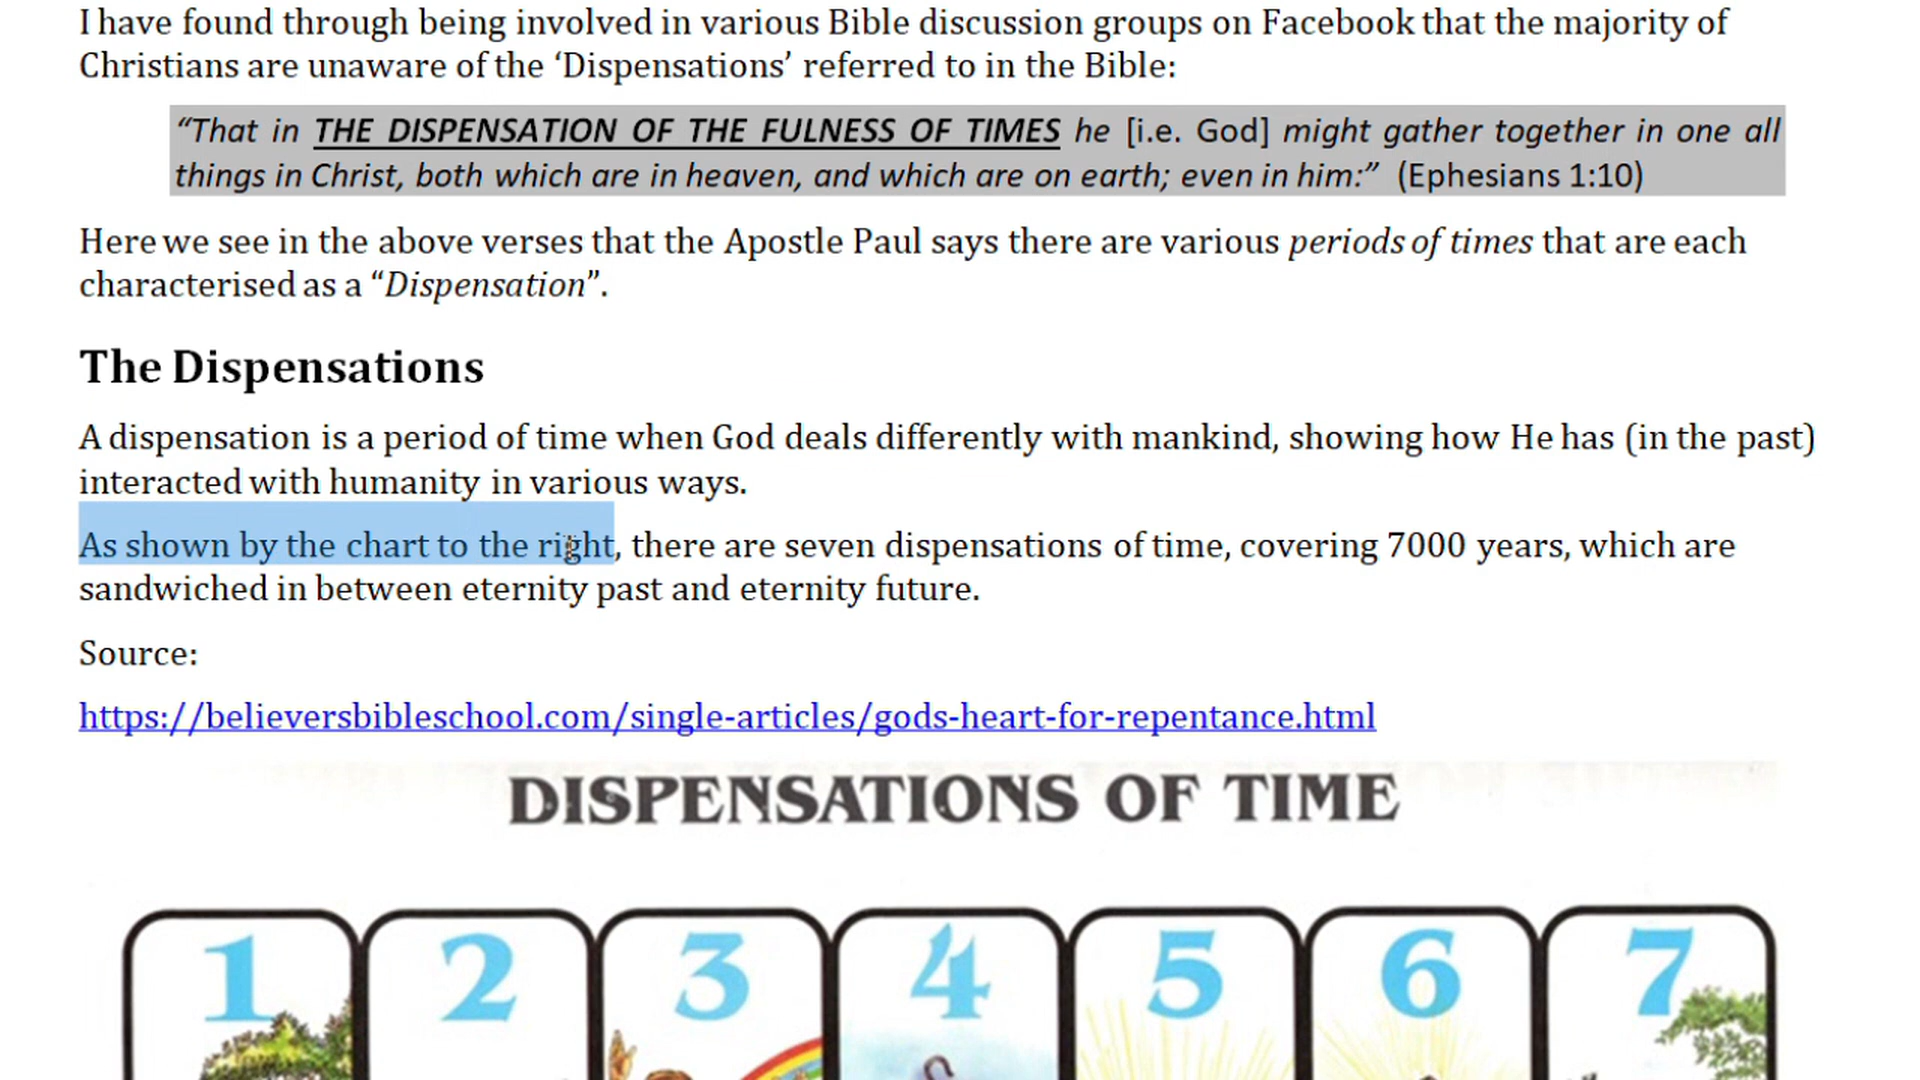 I have found through being involved in various Bible discussion groups on Facebook that the majority of
Christians are unaware of the ‘Dispensations’ referred to in the Bible:
“That in THE DISPENSATION OF THE FULNESS OF TIMES he [i.e. God] might gather together in one all
things in Christ, both which are in heaven, and which are on earth; even in him:” (Ephesians 1:10)
Here we see in the above verses that the Apostle Paul says there are various periods of times that are each
characterised as a “Dispensation”.
The Dispensations
A dispensation is a period of time when God deals differently with mankind, showing how He has (in the past)
interacted with humanity in various ways.
As shown by the chart to the right, there are seven dispensations of time, covering 7000 years, which are
sandwiched in between eternity past and eternity future.
Source:
https://believersbibleschool.com/single-articles/gods-heart-for-repentance.html
DISPENSATIONS OF TIME
1 2 3 4 5 6 7